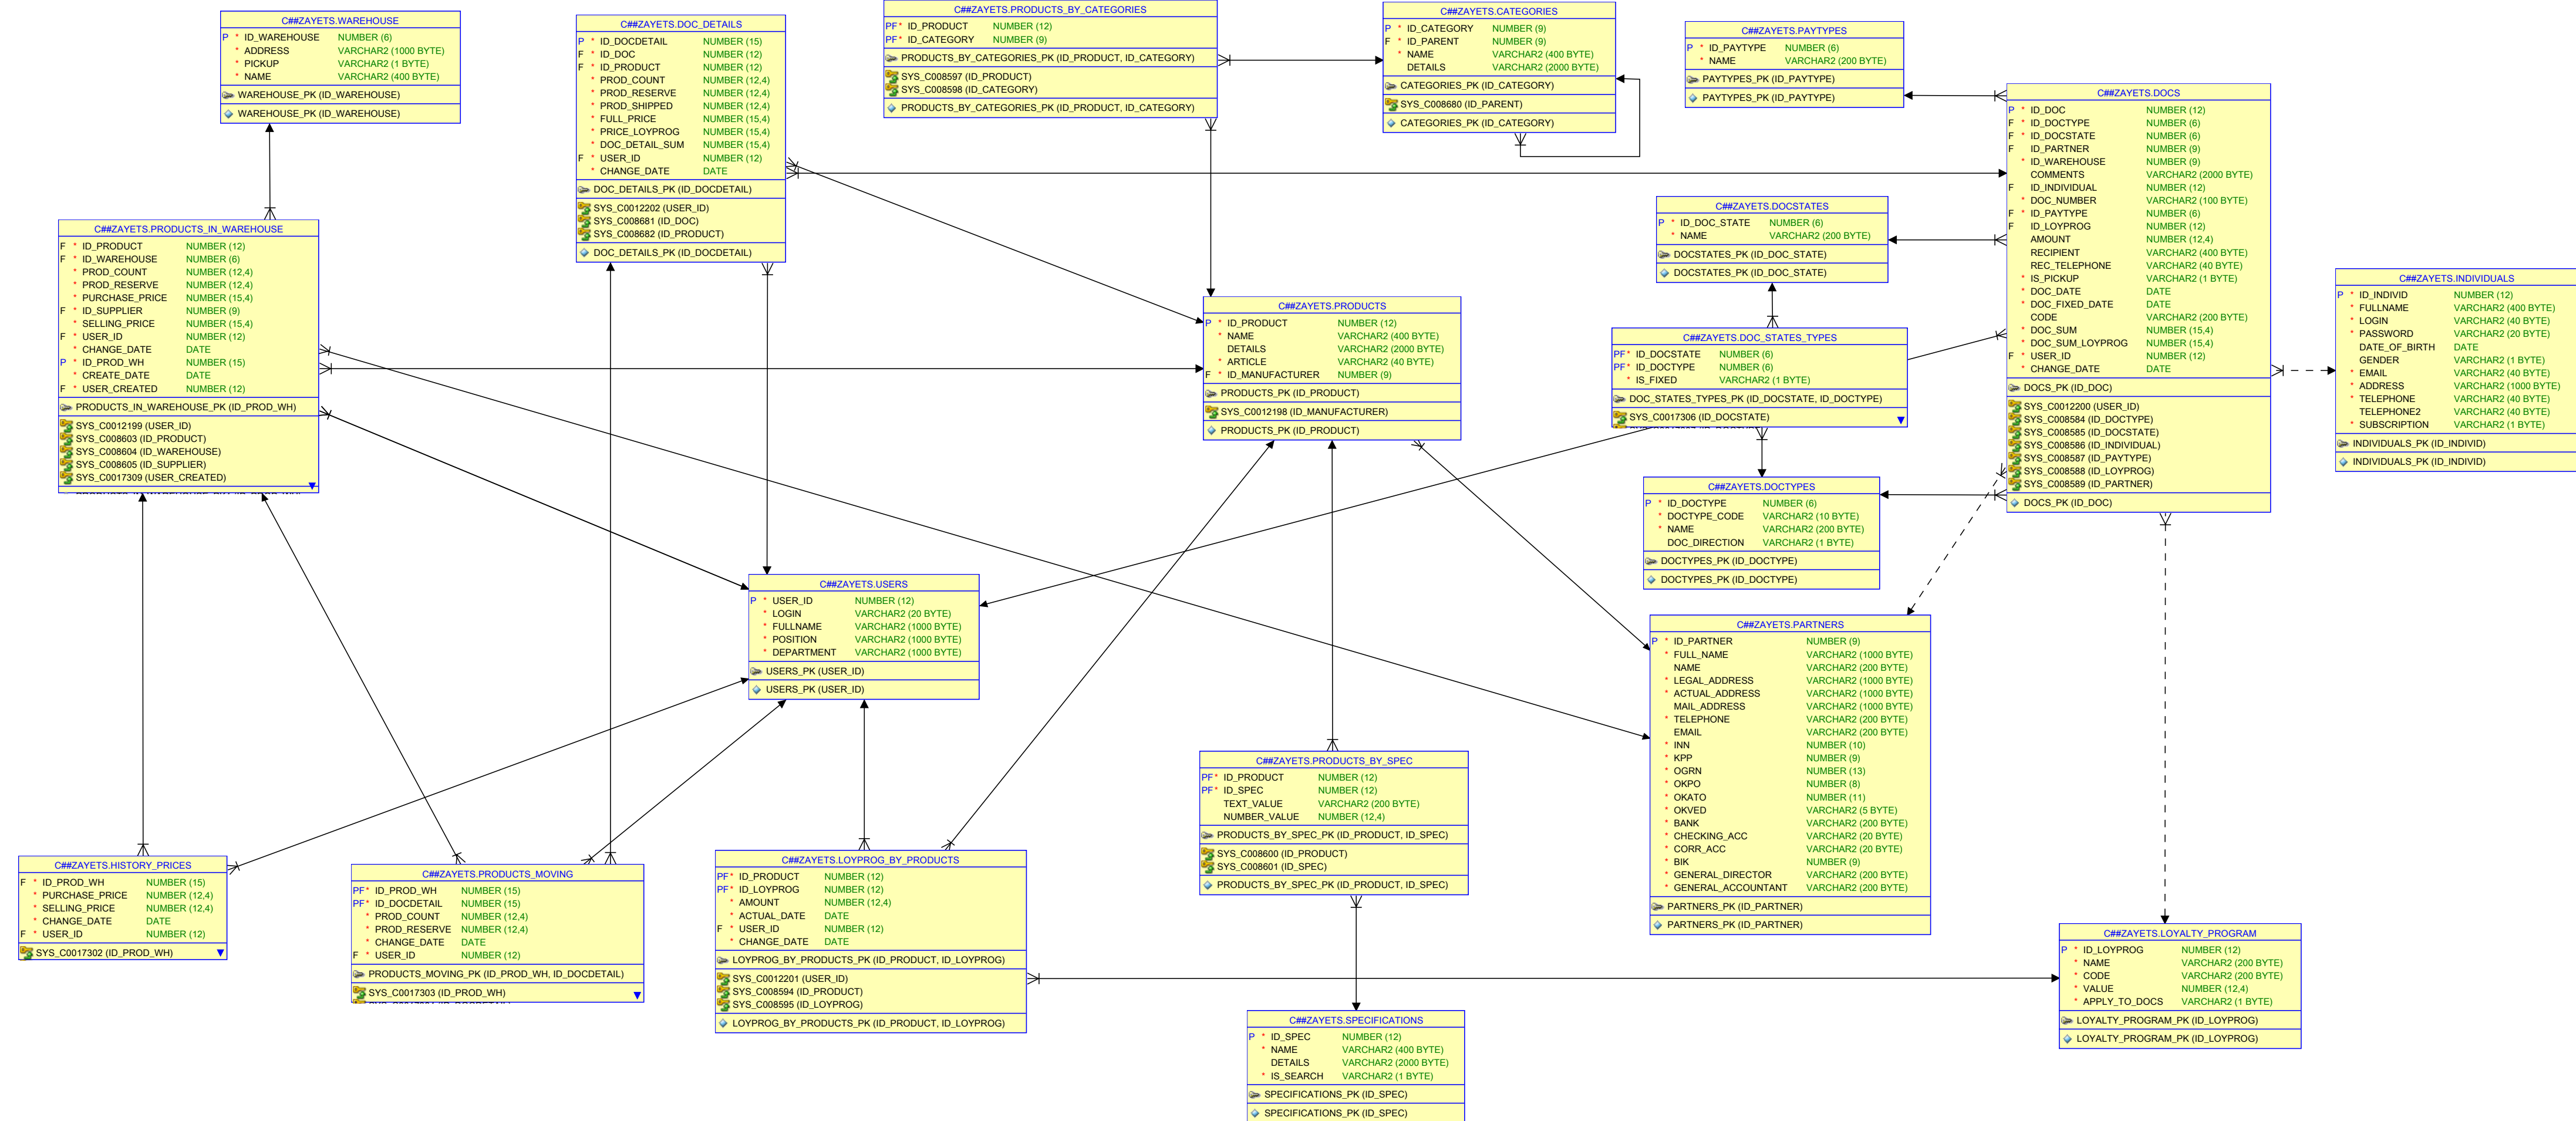 C##ZAYETS.WAREHOUSE
P * ID_WAREHOUSE NUMBER (6)
* ADDRESS VARCHAR2 (1000 BYTE)
* PICKUP VARCHAR2 (1 BYTE)
* NAME VARCHAR2 (400 BYTE)
WAREHOUSE_PK (ID_WAREHOUSE)
WAREHOUSE_PK (ID_WAREHOUSE)
C##ZAYETS.DOC_DETAILS
P * ID_DOCDETAIL NUMBER (15)
F * ID_DOC NUMBER (12)
F * ID_PRODUCT NUMBER (12)
* PROD_COUNT NUMBER (12,4)
* PROD_RESERVE NUMBER (12,4)
* PROD_SHIPPED NUMBER (12,4)
* FULL_PRICE NUMBER (15,4)
* PRICE_LOYPROG NUMBER (15,4)
* DOC_DETAIL_SUM NUMBER (15,4)
F * USER_ID NUMBER (12)
* CHANGE_DATE DATE
DOC_DETAILS_PK (ID_DOCDETAIL)
SYS_C0012202 (USER_ID)
SYS_C008681 (ID_DOC)
SYS_C008682 (ID_PRODUCT)
DOC_DETAILS_PK (ID_DOCDETAIL)
C##ZAYETS.PRODUCTS_BY_CATEGORIES
PF* ID_PRODUCT NUMBER (12)
PF* ID_CATEGORY NUMBER (9)
PRODUCTS_BY_CATEGORIES_PK (ID_PRODUCT, ID_CATEGORY)
SYS_C008597 (ID_PRODUCT)
SYS_C008598 (ID_CATEGORY)
PRODUCTS_BY_CATEGORIES_PK (ID_PRODUCT, ID_CATEGORY)
C##ZAYETS.CATEGORIES
P * ID_CATEGORY NUMBER (9)
F * ID_PARENT NUMBER (9)
* NAME VARCHAR2 (400 BYTE)
DETAILS VARCHAR2 (2000 BYTE)
CATEGORIES_PK (ID_CATEGORY)
SYS_C008680 (ID_PARENT)
CATEGORIES_PK (ID_CATEGORY)
C##ZAYETS.PAYTYPES
P * ID_PAYTYPE NUMBER (6)
* NAME VARCHAR2 (200 BYTE)
PAYTYPES_PK (ID_PAYTYPE)
PAYTYPES_PK (ID_PAYTYPE)
C##ZAYETS.DOCS
P * ID_DOC NUMBER (12)
F * ID_DOCTYPE NUMBER (6)
F * ID_DOCSTATE NUMBER (6)
F ID_PARTNER NUMBER (9)
* ID_WAREHOUSE NUMBER (9)
COMMENTS VARCHAR2 (2000 BYTE)
F ID_INDIVIDUAL NUMBER (12)
* DOC_NUMBER VARCHAR2 (100 BYTE)
F * ID_PAYTYPE NUMBER (6)
F ID_LOYPROG NUMBER (12)
AMOUNT NUMBER (12,4)
RECIPIENT VARCHAR2 (400 BYTE)
REC_TELEPHONE VARCHAR2 (40 BYTE)
* IS_PICKUP VARCHAR2 (1 BYTE)
* DOC_DATE DATE
* DOC_FIXED_DATE DATE
CODE VARCHAR2 (200 BYTE)
* DOC_SUM NUMBER (15,4)
* DOC_SUM_LOYPROG NUMBER (15,4)
F * USER_ID NUMBER (12)
* CHANGE_DATE DATE
DOCS_PK (ID_DOC)
SYS_C0012200 (USER_ID)
SYS_C008584 (ID_DOCTYPE)
SYS_C008585 (ID_DOCSTATE)
SYS_C008586 (ID_INDIVIDUAL)
SYS_C008587 (ID_PAYTYPE)
SYS_C008588 (ID_LOYPROG)
SYS_C008589 (ID_PARTNER)
DOCS_PK (ID_DOC)
C##ZAYETS.DOCSTATES
P * ID_DOC_STATE NUMBER (6)
* NAME VARCHAR2 (200 BYTE)
DOCSTATES_PK (ID_DOC_STATE)
DOCSTATES_PK (ID_DOC_STATE)
C##ZAYETS.PRODUCTS_IN_WAREHOUSE
F * ID_PRODUCT NUMBER (12)
F * ID_WAREHOUSE NUMBER (6)
* PROD_COUNT NUMBER (12,4)
* PROD_RESERVE NUMBER (12,4)
* PURCHASE_PRICE NUMBER (15,4)
F * ID_SUPPLIER NUMBER (9)
* SELLING_PRICE NUMBER (15,4)
F * USER_ID NUMBER (12)
* CHANGE_DATE DATE
P * ID_PROD_WH NUMBER (15)
* CREATE_DATE DATE
F * USER_CREATED NUMBER (12)
PRODUCTS_IN_WAREHOUSE_PK (ID_PROD_WH)
SYS_C0012199 (USER_ID)
SYS_C008603 (ID_PRODUCT)
SYS_C008604 (ID_WAREHOUSE)
SYS_C008605 (ID_SUPPLIER)
SYS_C0017309 (USER_CREATED)
C##ZAYETS.INDIVIDUALS
P * ID_INDIVID NUMBER (12)
* FULLNAME VARCHAR2 (400 BYTE)
* LOGIN VARCHAR2 (40 BYTE)
* PASSWORD VARCHAR2 (20 BYTE)
DATE_OF_BIRTH DATE
GENDER VARCHAR2 (1 BYTE)
* EMAIL VARCHAR2 (40 BYTE)
* ADDRESS VARCHAR2 (1000 BYTE)
* TELEPHONE VARCHAR2 (40 BYTE)
TELEPHONE2 VARCHAR2 (40 BYTE)
* SUBSCRIPTION VARCHAR2 (1 BYTE)
INDIVIDUALS_PK (ID_INDIVID)
INDIVIDUALS_PK (ID_INDIVID)
C##ZAYETS.PRODUCTS
P * ID_PRODUCT NUMBER (12)
* NAME VARCHAR2 (400 BYTE)
DETAILS VARCHAR2 (2000 BYTE)
* ARTICLE VARCHAR2 (40 BYTE)
F * ID_MANUFACTURER NUMBER (9)
PRODUCTS_PK (ID_PRODUCT)
SYS_C0012198 (ID_MANUFACTURER)
PRODUCTS_PK (ID_PRODUCT)
C##ZAYETS.DOC_STATES_TYPES
PF* ID_DOCSTATE NUMBER (6)
PF* ID_DOCTYPE NUMBER (6)
* IS_FIXED VARCHAR2 (1 BYTE)
DOC_STATES_TYPES_PK (ID_DOCSTATE, ID_DOCTYPE)
SYS_C0017306 (ID_DOCSTATE)
C##ZAYETS.DOCTYPES
P * ID_DOCTYPE NUMBER (6)
* DOCTYPE_CODE VARCHAR2 (10 BYTE)
* NAME VARCHAR2 (200 BYTE)
DOC_DIRECTION VARCHAR2 (1 BYTE)
DOCTYPES_PK (ID_DOCTYPE)
DOCTYPES_PK (ID_DOCTYPE)
C##ZAYETS.USERS
P * USER_ID NUMBER (12)
* LOGIN VARCHAR2 (20 BYTE)
* FULLNAME VARCHAR2 (1000 BYTE)
* POSITION VARCHAR2 (1000 BYTE)
* DEPARTMENT VARCHAR2 (1000 BYTE)
USERS_PK (USER_ID)
USERS_PK (USER_ID)
C##ZAYETS.PARTNERS
P * ID_PARTNER NUMBER (9)
* FULL_NAME VARCHAR2 (1000 BYTE)
NAME VARCHAR2 (200 BYTE)
* LEGAL_ADDRESS VARCHAR2 (1000 BYTE)
* ACTUAL_ADDRESS VARCHAR2 (1000 BYTE)
MAIL_ADDRESS VARCHAR2 (1000 BYTE)
* TELEPHONE VARCHAR2 (200 BYTE)
EMAIL VARCHAR2 (200 BYTE)
* INN NUMBER (10)
* KPP NUMBER (9)
* OGRN NUMBER (13)
* OKPO NUMBER (8)
* OKATO NUMBER (11)
* OKVED VARCHAR2 (5 BYTE)
* BANK VARCHAR2 (200 BYTE)
* CHECKING_ACC VARCHAR2 (20 BYTE)
* CORR_ACC VARCHAR2 (20 BYTE)
* BIK NUMBER (9)
* GENERAL_DIRECTOR VARCHAR2 (200 BYTE)
* GENERAL_ACCOUNTANT VARCHAR2 (200 BYTE)
PARTNERS_PK (ID_PARTNER)
PARTNERS_PK (ID_PARTNER)
C##ZAYETS.PRODUCTS_BY_SPEC
PF* ID_PRODUCT NUMBER (12)
PF* ID_SPEC NUMBER (12)
TEXT_VALUE VARCHAR2 (200 BYTE)
NUMBER_VALUE NUMBER (12,4)
PRODUCTS_BY_SPEC_PK (ID_PRODUCT, ID_SPEC)
SYS_C008600 (ID_PRODUCT)
SYS_C008601 (ID_SPEC)
PRODUCTS_BY_SPEC_PK (ID_PRODUCT, ID_SPEC)
C##ZAYETS.HISTORY_PRICES
F * ID_PROD_WH NUMBER (15)
* PURCHASE_PRICE NUMBER (12,4)
* SELLING_PRICE NUMBER (12,4)
* CHANGE_DATE DATE
F * USER_ID NUMBER (12)
SYS_C0017302 (ID_PROD_WH)
C##ZAYETS.PRODUCTS_MOVING
PF* ID_PROD_WH NUMBER (15)
PF* ID_DOCDETAIL NUMBER (15)
* PROD_COUNT NUMBER (12,4)
* PROD_RESERVE NUMBER (12,4)
* CHANGE_DATE DATE
F * USER_ID NUMBER (12)
PRODUCTS_MOVING_PK (ID_PROD_WH, ID_DOCDETAIL)
SYS_C0017303 (ID_PROD_WH)
C##ZAYETS.LOYPROG_BY_PRODUCTS
PF* ID_PRODUCT NUMBER (12)
PF* ID_LOYPROG NUMBER (12)
* AMOUNT NUMBER (12,4)
* ACTUAL_DATE DATE
F * USER_ID NUMBER (12)
* CHANGE_DATE DATE
LOYPROG_BY_PRODUCTS_PK (ID_PRODUCT, ID_LOYPROG)
SYS_C0012201 (USER_ID)
SYS_C008594 (ID_PRODUCT)
SYS_C008595 (ID_LOYPROG)
LOYPROG_BY_PRODUCTS_PK (ID_PRODUCT, ID_LOYPROG)
C##ZAYETS.LOYALTY_PROGRAM
P * ID_LOYPROG NUMBER (12)
* NAME VARCHAR2 (200 BYTE)
* CODE VARCHAR2 (200 BYTE)
* VALUE NUMBER (12,4)
* APPLY_TO_DOCS VARCHAR2 (1 BYTE)
LOYALTY_PROGRAM_PK (ID_LOYPROG)
LOYALTY_PROGRAM_PK (ID_LOYPROG)
C##ZAYETS.SPECIFICATIONS
P * ID_SPEC NUMBER (12)
* NAME VARCHAR2 (400 BYTE)
DETAILS VARCHAR2 (2000 BYTE)
* IS_SEARCH VARCHAR2 (1 BYTE)
SPECIFICATIONS_PK (ID_SPEC)
SPECIFICATIONS_PK (ID_SPEC)